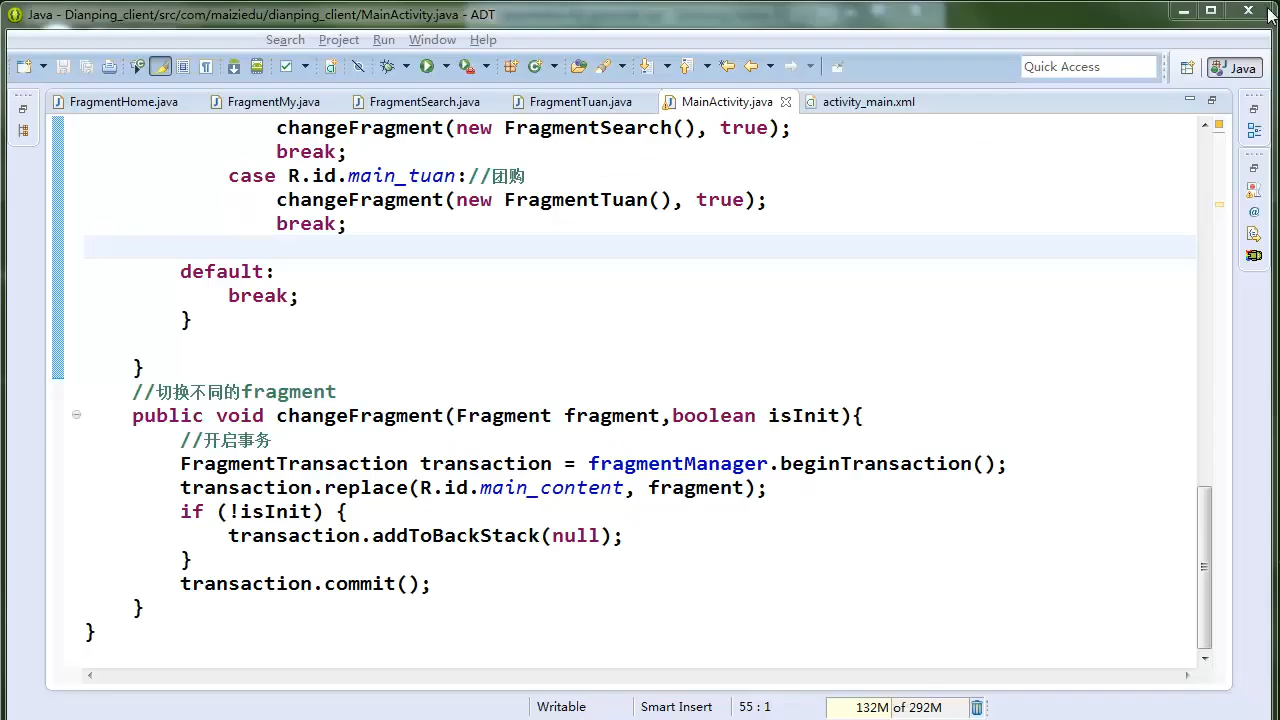 Java - Dianping_client/src/com/maiziedu/dianping_client/MainActivity.java - ADT
Search Project Run Window Help
Quick Access
Java
FragmentHome.java
FragmentMy.java
FragmentSearch.java
FragmentTuan.java
MainActivity.java
activity_main.xml
changeFragment(new FragmentSearch(), true);
break;
case R.id.main_tuan://团购
changeFragment(new FragmentTuan(), true);
break;
default:
break;
}
}
//切换不同的fragment
public void changeFragment(Fragment fragment,boolean isInit){
//开启事务
FragmentTransaction transaction = fragmentManager.beginTransaction();
transaction.replace(R.id.main_content, fragment);
if (!isInit) {
transaction.addToBackStack(null);
}
transaction.commit();
}
}
Writable
Smart Insert
55 : 1
132M of 292M